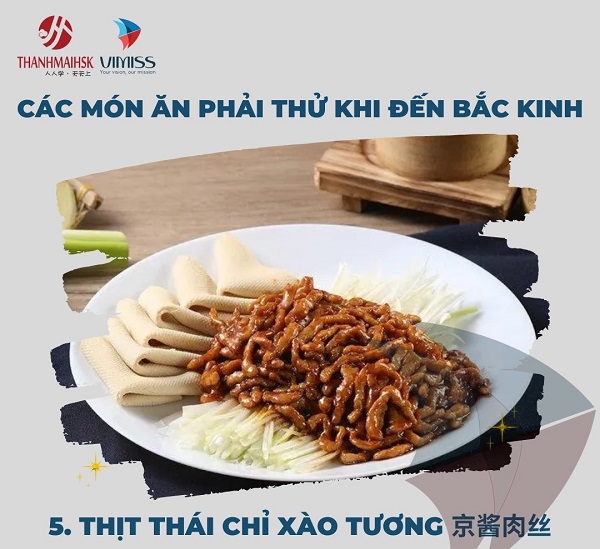 THANHMAIHSK
人人学・天天上
VIMISS
Your vision, our mission
CÁC MÓN ĂN PHẢI THỬ KHI ĐẾN BẮC KINH
5. THỊT THÁI CHỈ XÀO TƯƠNG 京酱肉丝